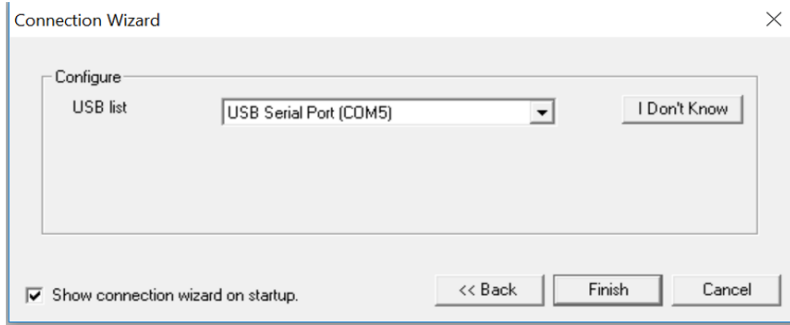 Connection Wizard
Configure
USB list
USB Serial Port (COM5)
I Don't Know
Show connection wizard on startup.
<< Back
Finish
Cancel